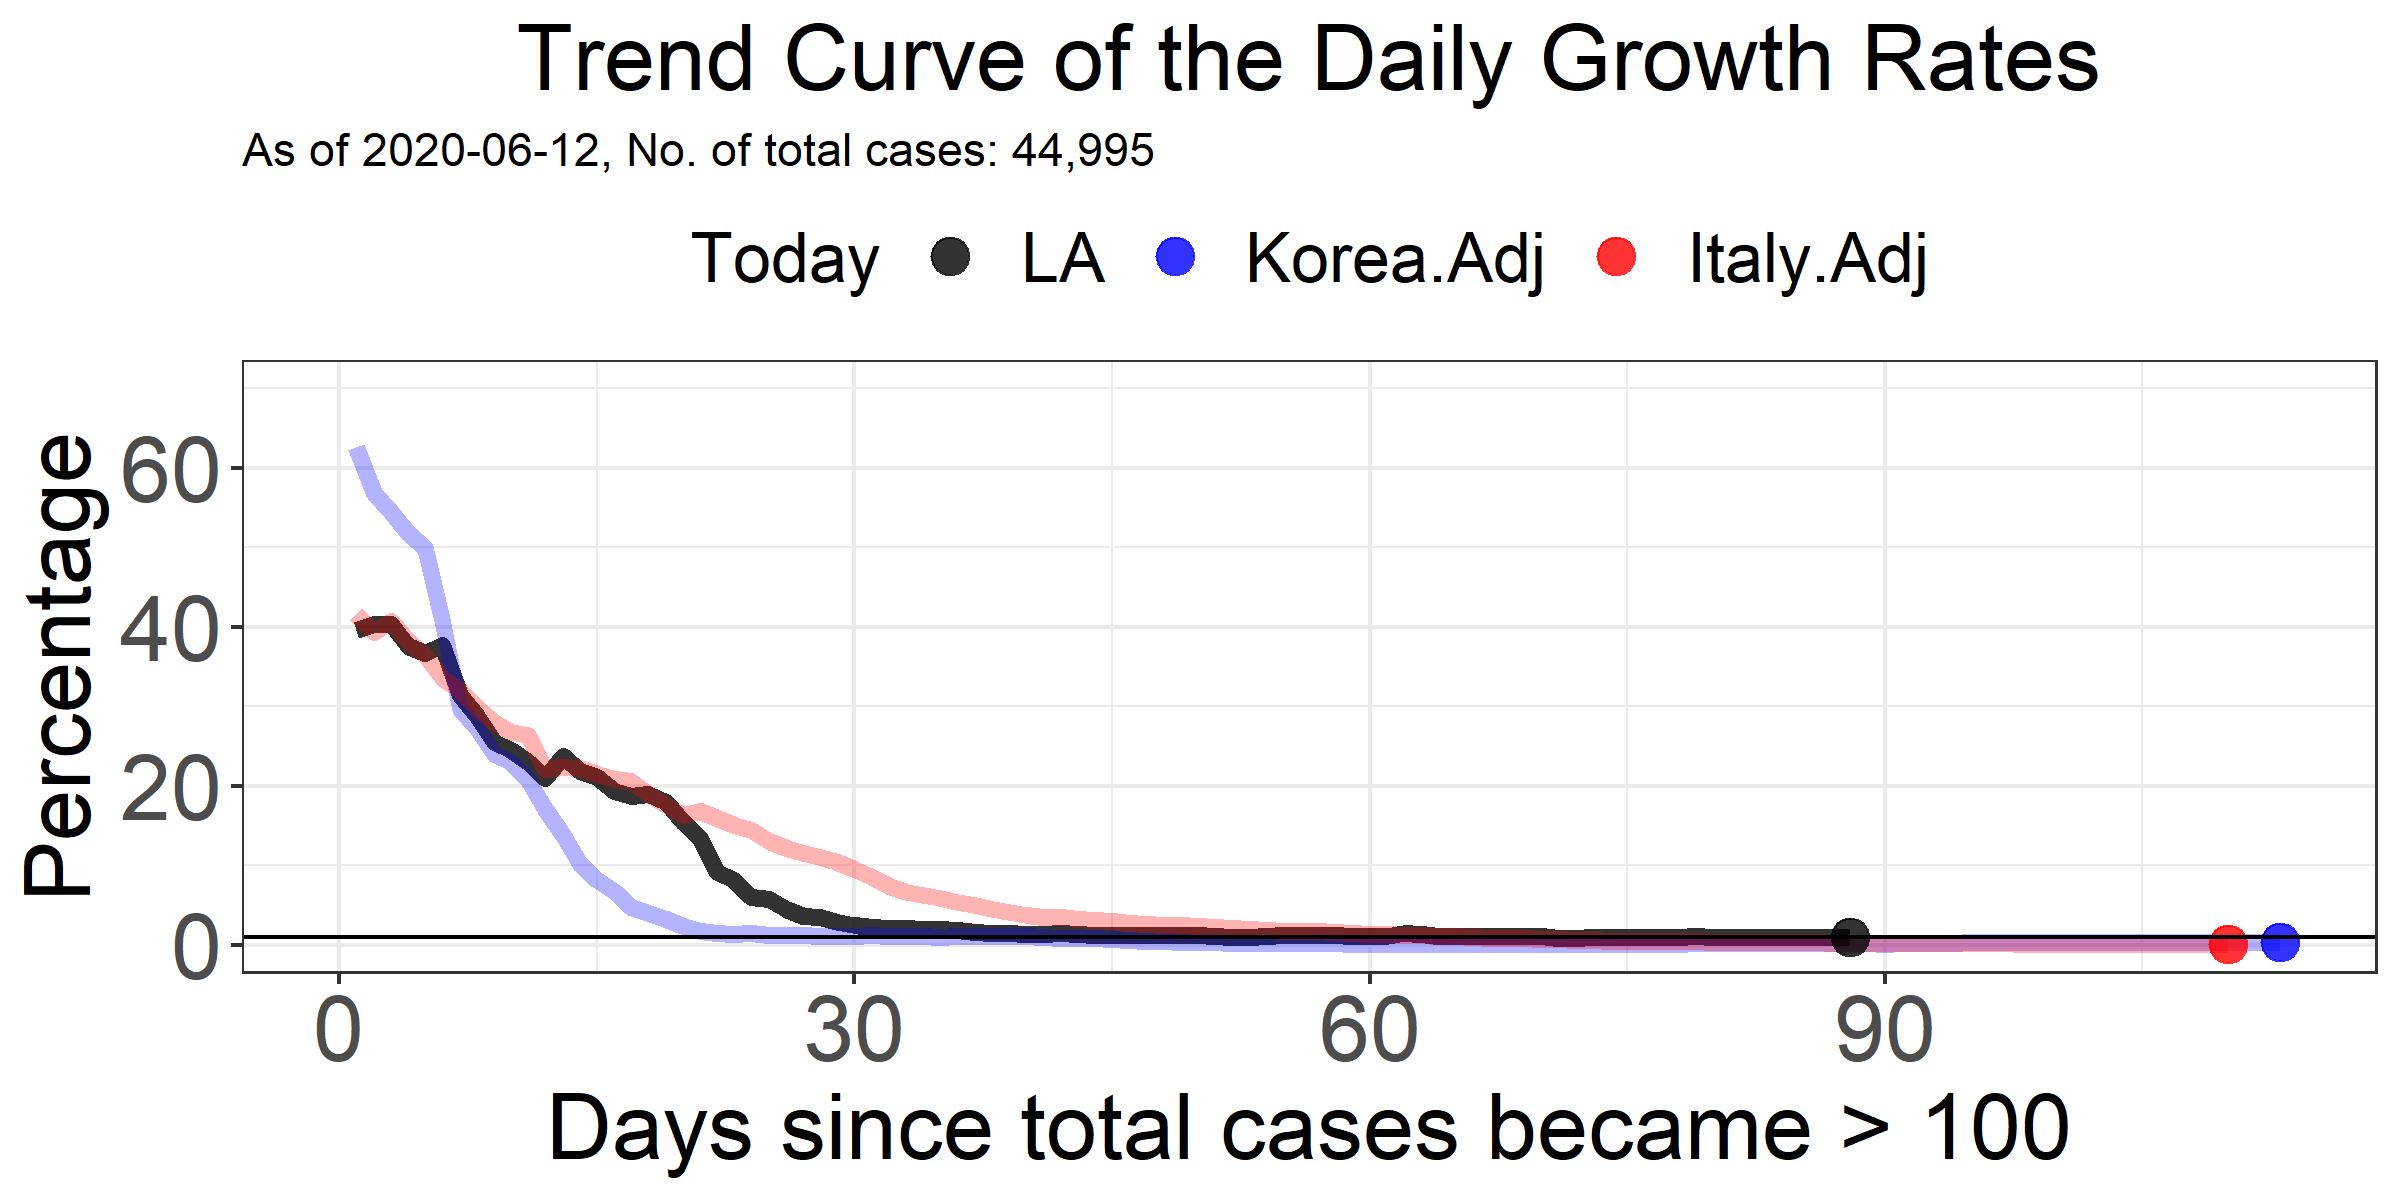 Trend Curve of the Daily Growth Rates
As of 2020-06-12, No. of total cases: 44,995
Today LA Korea.Adj Italy.Adj
Percentage
60
40
20
0
0 30 60 90
Days since total cases became > 100